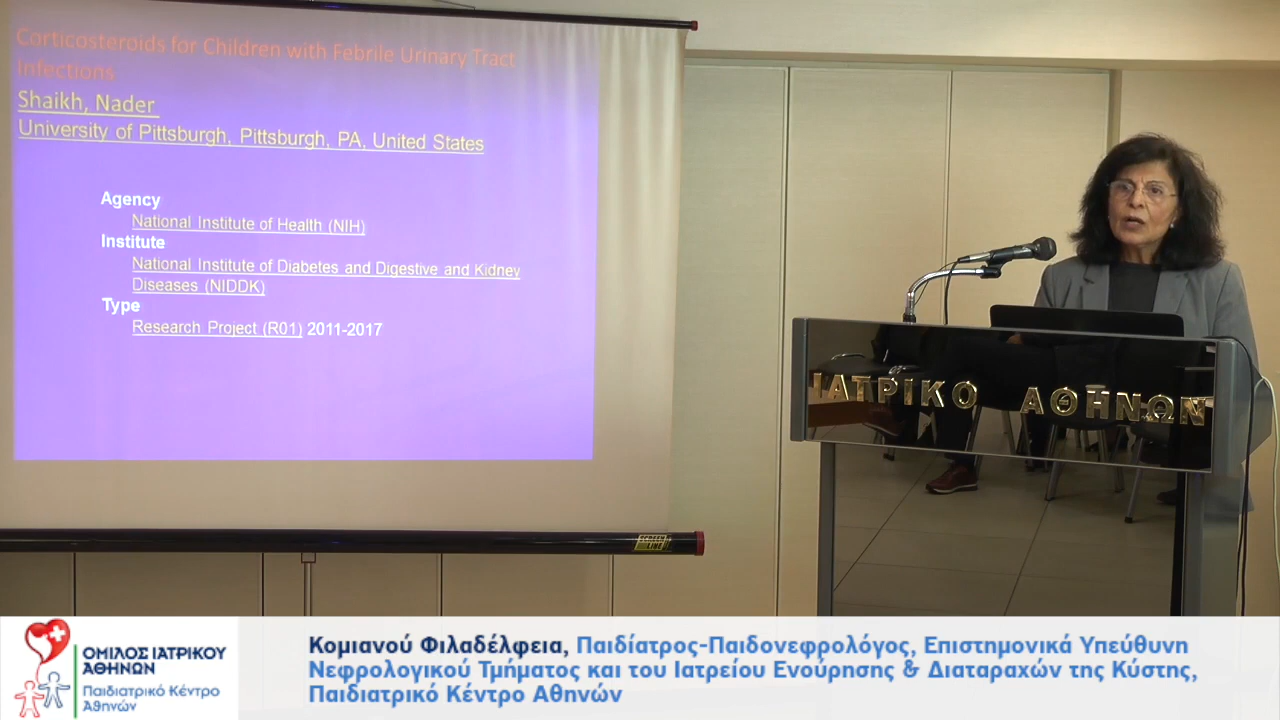 Corticosteroids for Children with Febrile Urinary Tract
Infections
Shaikh, Nader
University of Pittsburgh, Pittsburgh, PA, United States
Agency
National Institute of Health (NIH)
Institute
National Institute of Diabetes and Digestive and Kidney
Diseases (NIDDK)
Type
Research Project (R01) 2011-2017
SCREEN
LINE
ΙΑΤΡΙΚΟ ΑΘΗΝΩΝ
ΟΜΙΛΟΣ ΙΑΤΡΙΚΟΥ
ΑΘΗΝΩΝ
Παιδιατρικό Κέντρο
Αθηνών
Κομιανού Φιλαδέλφεια, Παιδίατρος-Παιδονεφρολόγος, Επιστημονικά Υπεύθυνη
Νεφρολογικού Τμήματος και του Ιατρείου Ενούρησης & Διαταραχών της Κύστης,
Παιδιατρικό Κέντρο Αθηνών